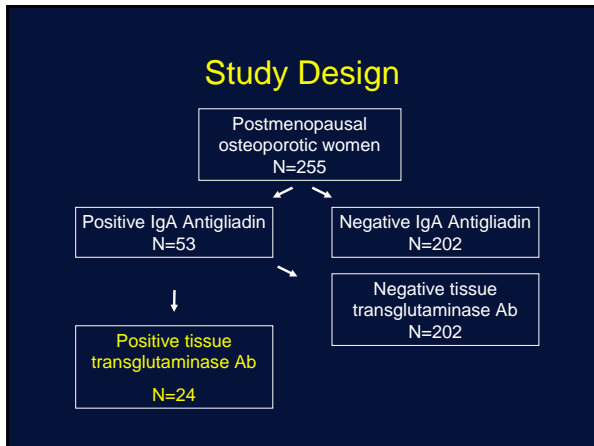 Study Design
Postmenopausal
osteoporotic women
N=255
Positive IgA Antigliadin
N=53
Negative IgA Antigliadin
N=202
Negative tissue
transglutaminase Ab
N=202
Positive tissue
transglutaminase Ab
N=24